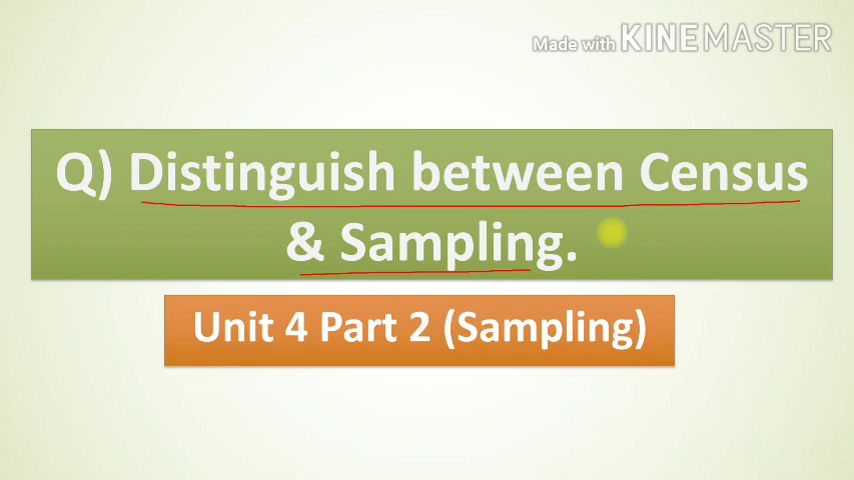 Made with KINEMASTER
Q) Distinguish between Census
& Sampling.
Unit 4 Part 2 (Sampling)